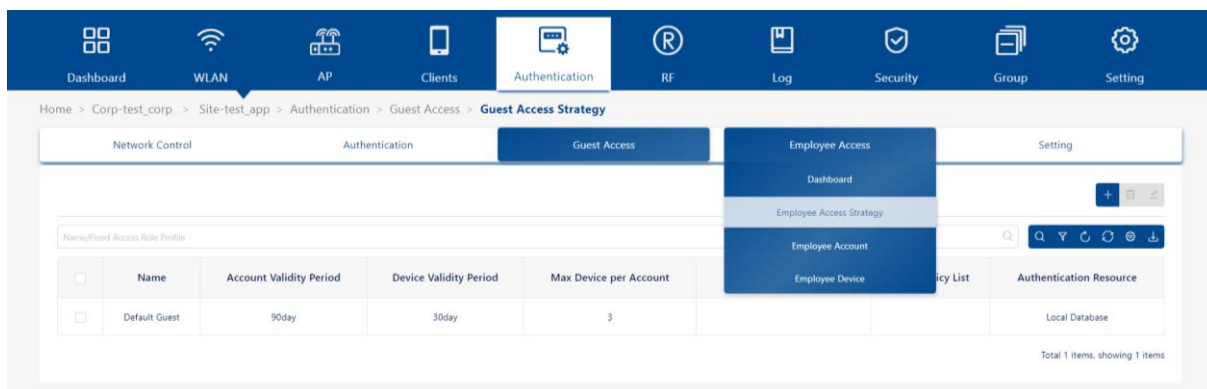 Dashboard WLAN AP Clients Authentication RF Log Security Group Setting
Home > Corp-test_corp > Site-test_app > Authentication > Guest Access > Guest Access Strategy
Network Control Authentication Guest Access Employee Access Setting
Dashboard
Employee Access Strategy
Name/Fixed Access Role Profile
Employee Account
Name Account Validity Period Device Validity Period Max Device per Account Employee Device icy List Authentication Resource
Default Guest 90day 30day 3 Local Database
Total 1 items, showing 1 items